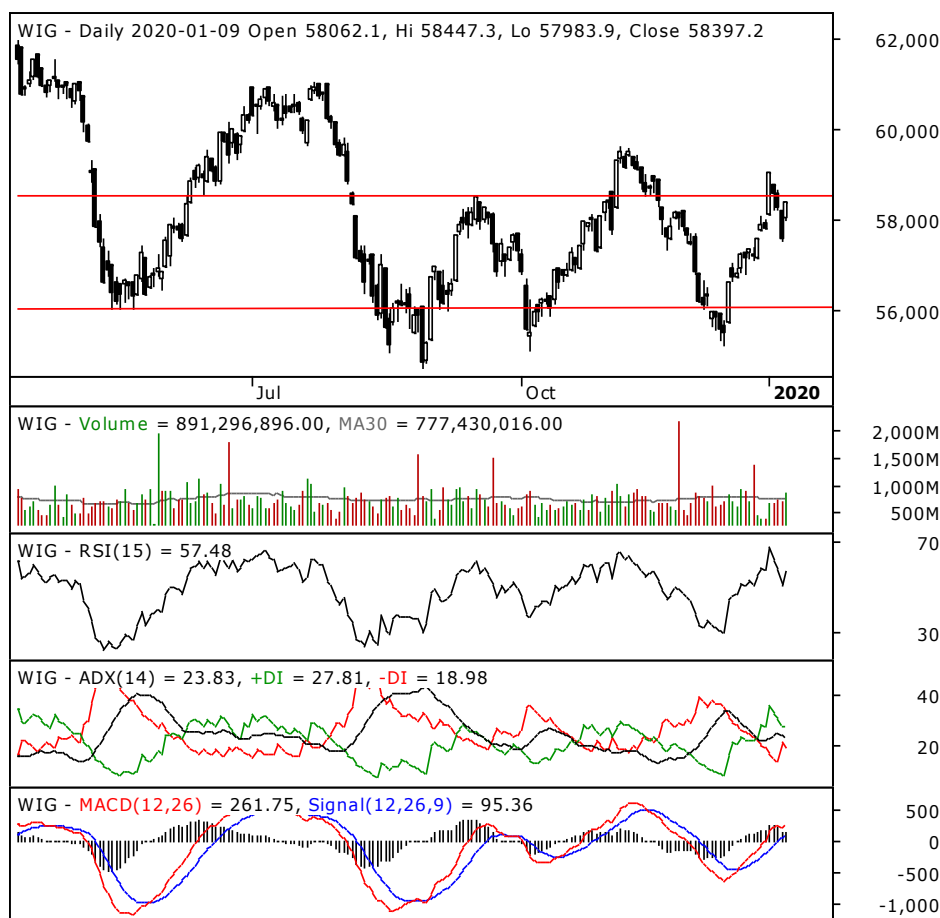 WIG - Daily 2020-01-09 Open 58062.1, Hi 58447.3, Lo 57983.9, Close 58397.2
62,000
60,000
58,000
56,000
Jul Oct 2020
WIG - Volume = 891,296,896.00, MA30 = 777,430,016.00
2,000M
1,500M
1,000M
500M
WIG - RSI(15) = 57.48
70
30
WIG - ADX(14) = 23.83, +DI = 27.81, -DI = 18.98
40
20
WIG - MACD(12,26) = 261.75, Signal(12,26,9) = 95.36
500
0
-500
-1,000